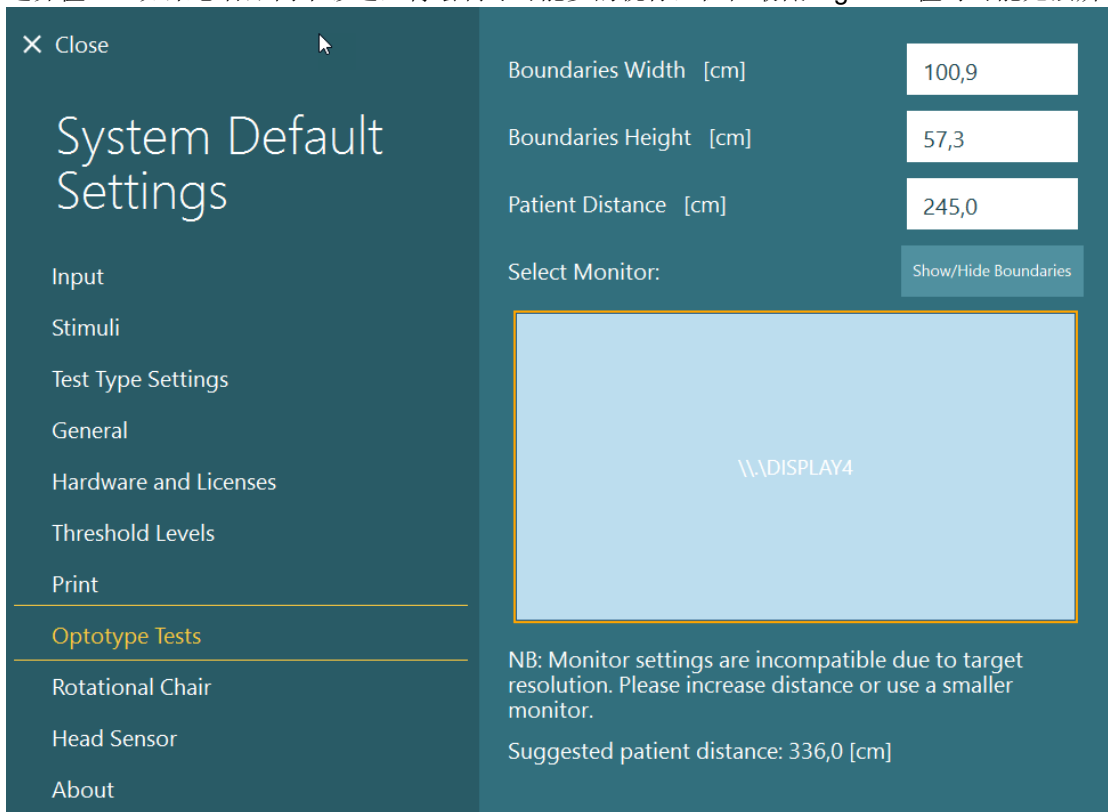 Close
System Default
Settings
Input
Stimuli
Test Type Settings
General
Hardware and Licenses
Threshold Levels
Print
Optotype Tests
Rotational Chair
Head Sensor
About
Boundaries Width [cm]
100,9
Boundaries Height [cm]
57,3
Patient Distance [cm]
245,0
Select Monitor:
Show/Hide Boundaries
\\.\DISPLAY4
NB: Monitor settings are incompatible due to target
resolution. Please increase distance or use a smaller
monitor.
Suggested patient distance: 336,0 [cm]